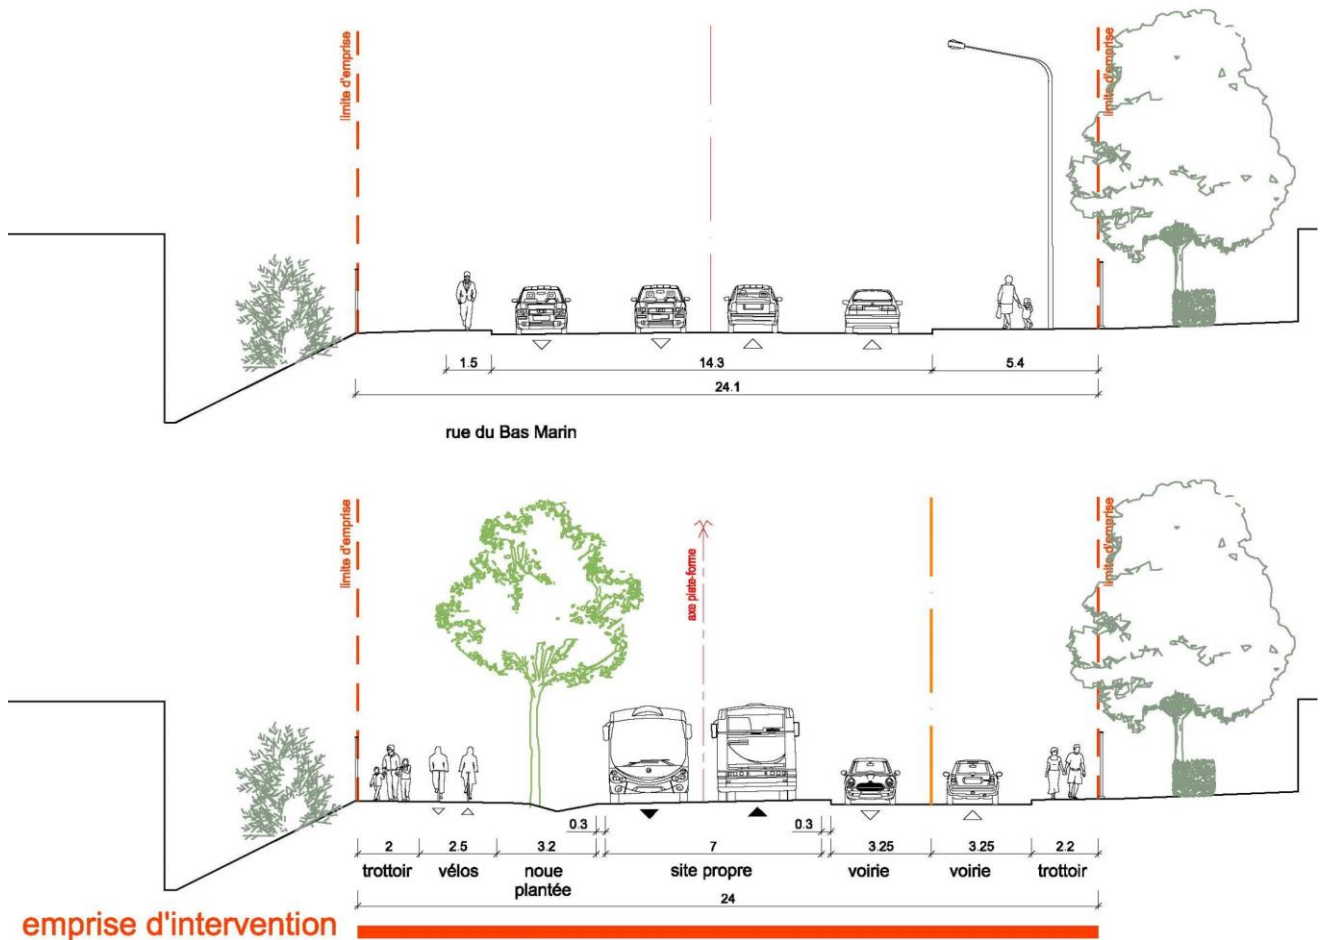 limite d'emprise
limite d'emprise
1.5
14.3
5.4
24.1
rue du Bas Marin
limite d'emprise
axe plate-forme
limite d'emprise
0.3
0.3
2
2.5
3.2
7
3.25
3.25
2.2
trottoir
vélos
noue
plantée
site propre
voirie
voirie
trottoir
24
emprise d'intervention